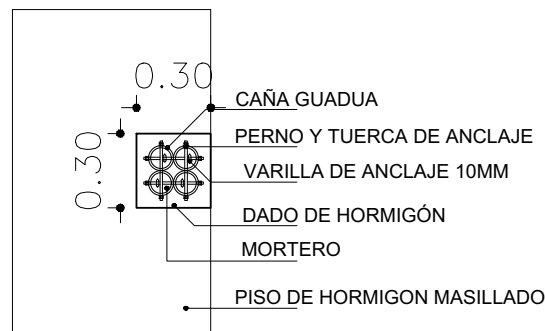 0.30
CAÑA GUADUA
0.30
PERNO Y TUERCA DE ANCLAJE
VARILLA DE ANCLAJE 10MM
DADO DE HORMIGÓN
MORTERO
PISO DE HORMIGON MASILLADO